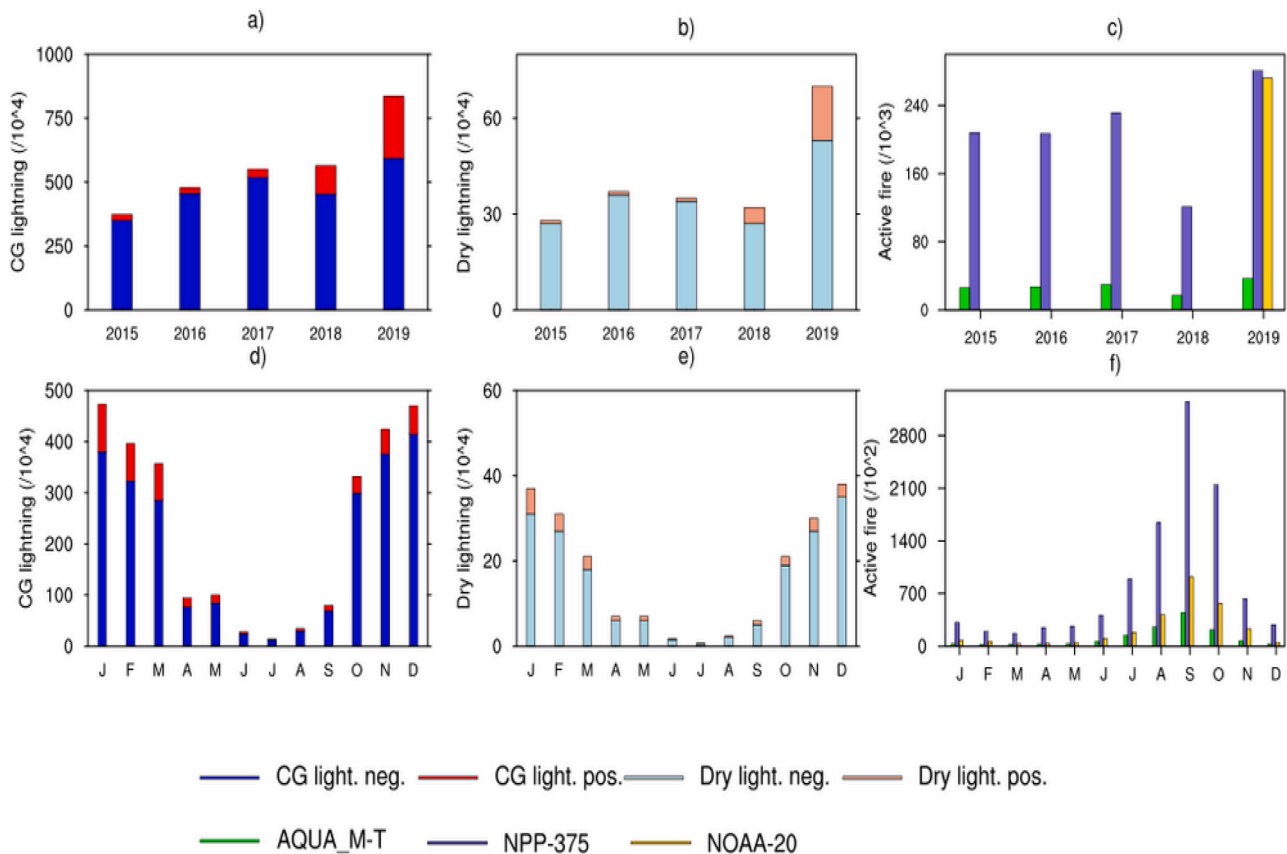 a)
b)
c)
CG lightning (/10^4)
1000
750
500
250
0
2015 2016 2017 2018 2019
Dry lightning (/10^4)
60
30
0
2015 2016 2017 2018 2019
Active fire (/10^3)
240
160
80
0
2015 2016 2017 2018 2019
d)
e)
f)
CG lightning (/10^4)
500
400
300
200
100
0
J F M A M J J A S O N D
Dry lightning (/10^4)
60
40
20
0
J F M A M J J A S O N D
Active fire (/10^2)
2800
2100
1400
700
0
J F M A M J J A S O N D
CG light. neg. CG light. pos. Dry light. neg. Dry light. pos.
AQUA_M-T NPP-375 NOAA-20